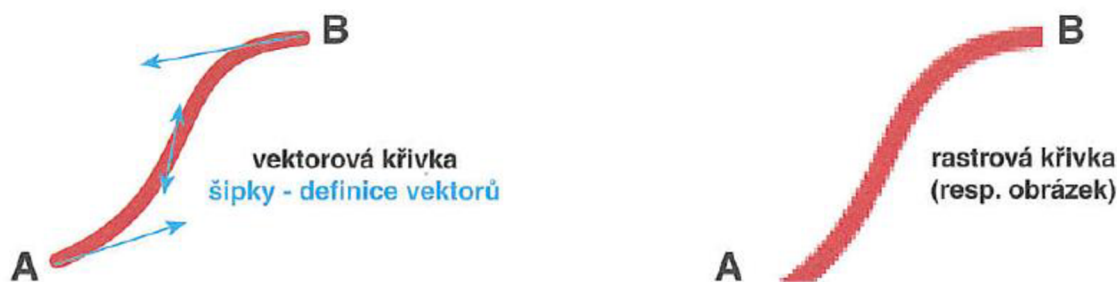 B
vektorová křivka
šipky - definice vektorů
A
B
rastrová křivka
(resp. obrázek)
A